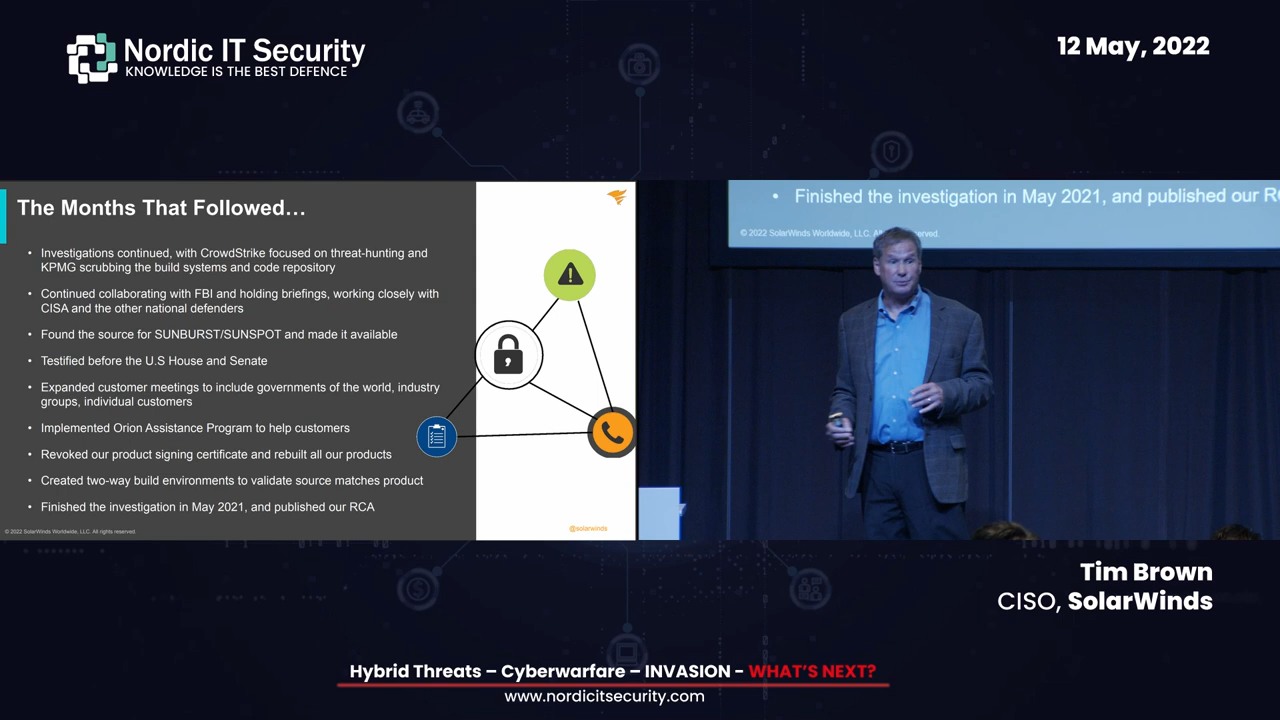 Nordic IT Security
KNOWLEDGE IS THE BEST DEFENCE
12 May, 2022
The Months That Followed…
• Investigations continued, with CrowdStrike focused on threat-hunting and
KPMG scrubbing the build systems and code repository
• Continued collaborating with FBI and holding briefings, working closely with
CISA and the other national defenders
• Found the source for SUNBURST/SUNSPOT and made it available
• Testified before the U.S House and Senate
• Expanded customer meetings to include governments of the world, industry
groups, individual customers
• Implemented Orion Assistance Program to help customers
• Revoked our product signing certificate and rebuilt all our products
• Created two-way build environments to validate source matches product
• Finished the investigation in May 2021, and published our RCA
© 2022 SolarWinds Worldwide, LLC. All rights reserved.
@solarwinds
• Finished the investigation in May 2021, and published our
© 2022 SolarWinds Worldwide, LLC. reserved.
Tim Brown
CISO, SolarWinds
Hybrid Threats – Cyberwarfare – INVASION - WHAT'S NEXT?
www.nordicitsecurity.com